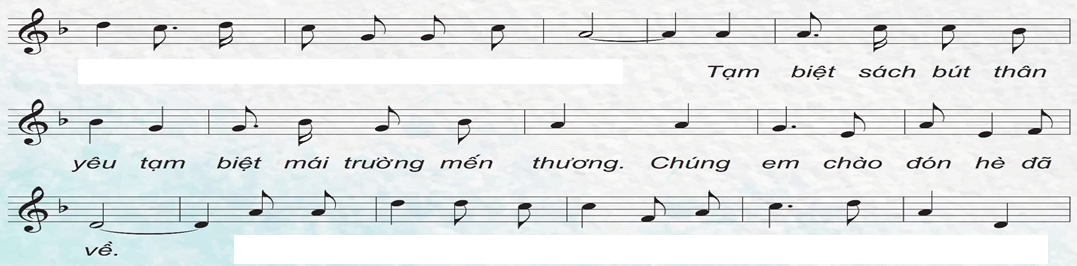 Tạm biệt sách bút thân
yêu tạm biệt mái trường mến thương. Chúng em chào đón hè đã
về.